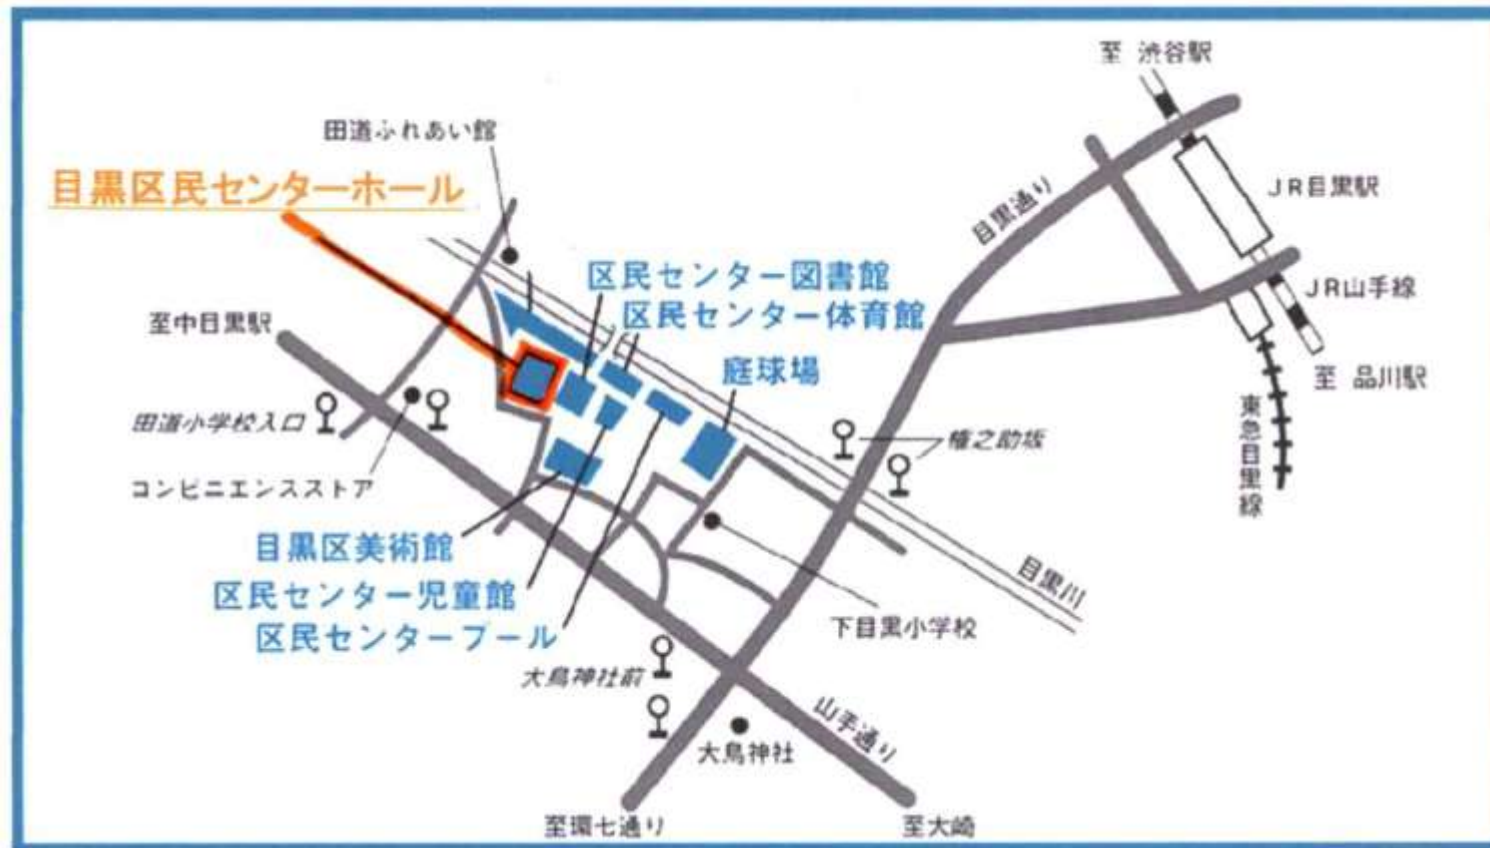 至 渋谷駅
田道ふれあい館
目黒区民センターホール
JR目黒駅
目黒通り
区民センター図書館
JR山手線
区民センター体育館
至中目黒駅
庭球場
至 品川駅
田道小学校入口
東急目黒線
権之助坂
コンビニエンスストア
目黒区美術館
目黒川
区民センター児童館
下目黒小学校
区民センタープール
大鳥神社前
山手通り
大鳥神社
至環七通り
至大崎